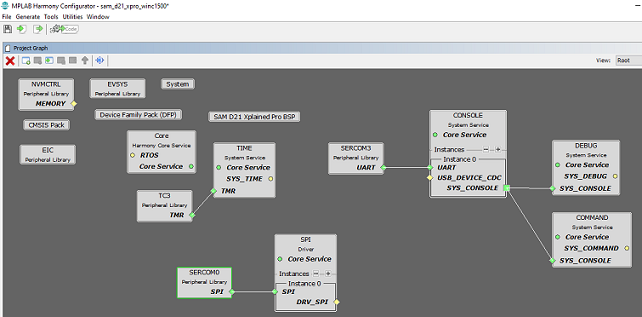 MPLAB Harmony Configurator - sam_d21_xpro_winc1500*
File Generate Tools Utilities Window
Code
Project Graph
View: Root
NVMCTRL
Peripheral Library
MEMORY
EVSYS
Peripheral Library
System
Device Family Pack (DFP)
SAM D21 Xplained Pro BSP
CMSIS Pack
EIC
Peripheral Library
Core
Harmony Core Service
RTOS
Core Service
TIME
System Service
Core Service
SYS_TIME
TMR
TC3
Peripheral Library
TMR
SERCOM3
Peripheral Library
UART
CONSOLE
System Service
Core Service
Instances
Instance 0
UART
USB_DEVICE_CDC
SYS_CONSOLE
DEBUG
System Service
SYS_DEBUG
SYS_CONSOLE
COMMAND
System Service
Core Service
SYS_COMMAND
SYS_CONSOLE
SERCOM0
Peripheral Library
SPI
SPI
Driver
Core Service
Instances
Instance 0
SPI
DRV_SPI